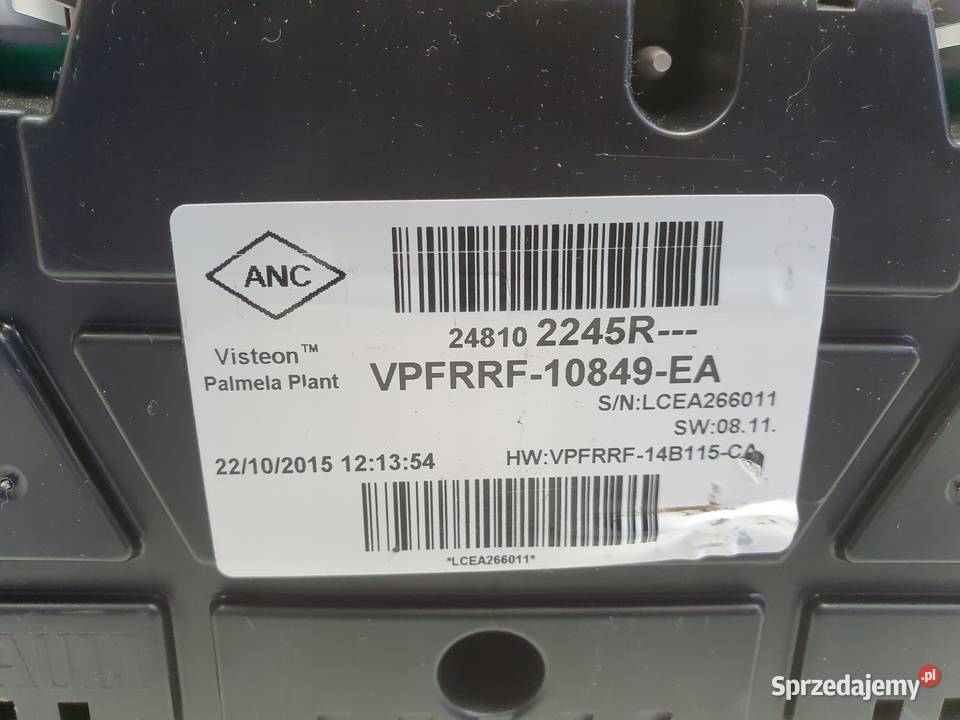 ANC
24810 2245R---
Visteon™
Palmela Plant
VPFRRF-10849-EA
S/N:LCEA266011
SW:08.11.
22/10/2015 12:13:54
HW:VPFRRF-14B115-CA
*LCEA266011*
Sprzedajemy.pl